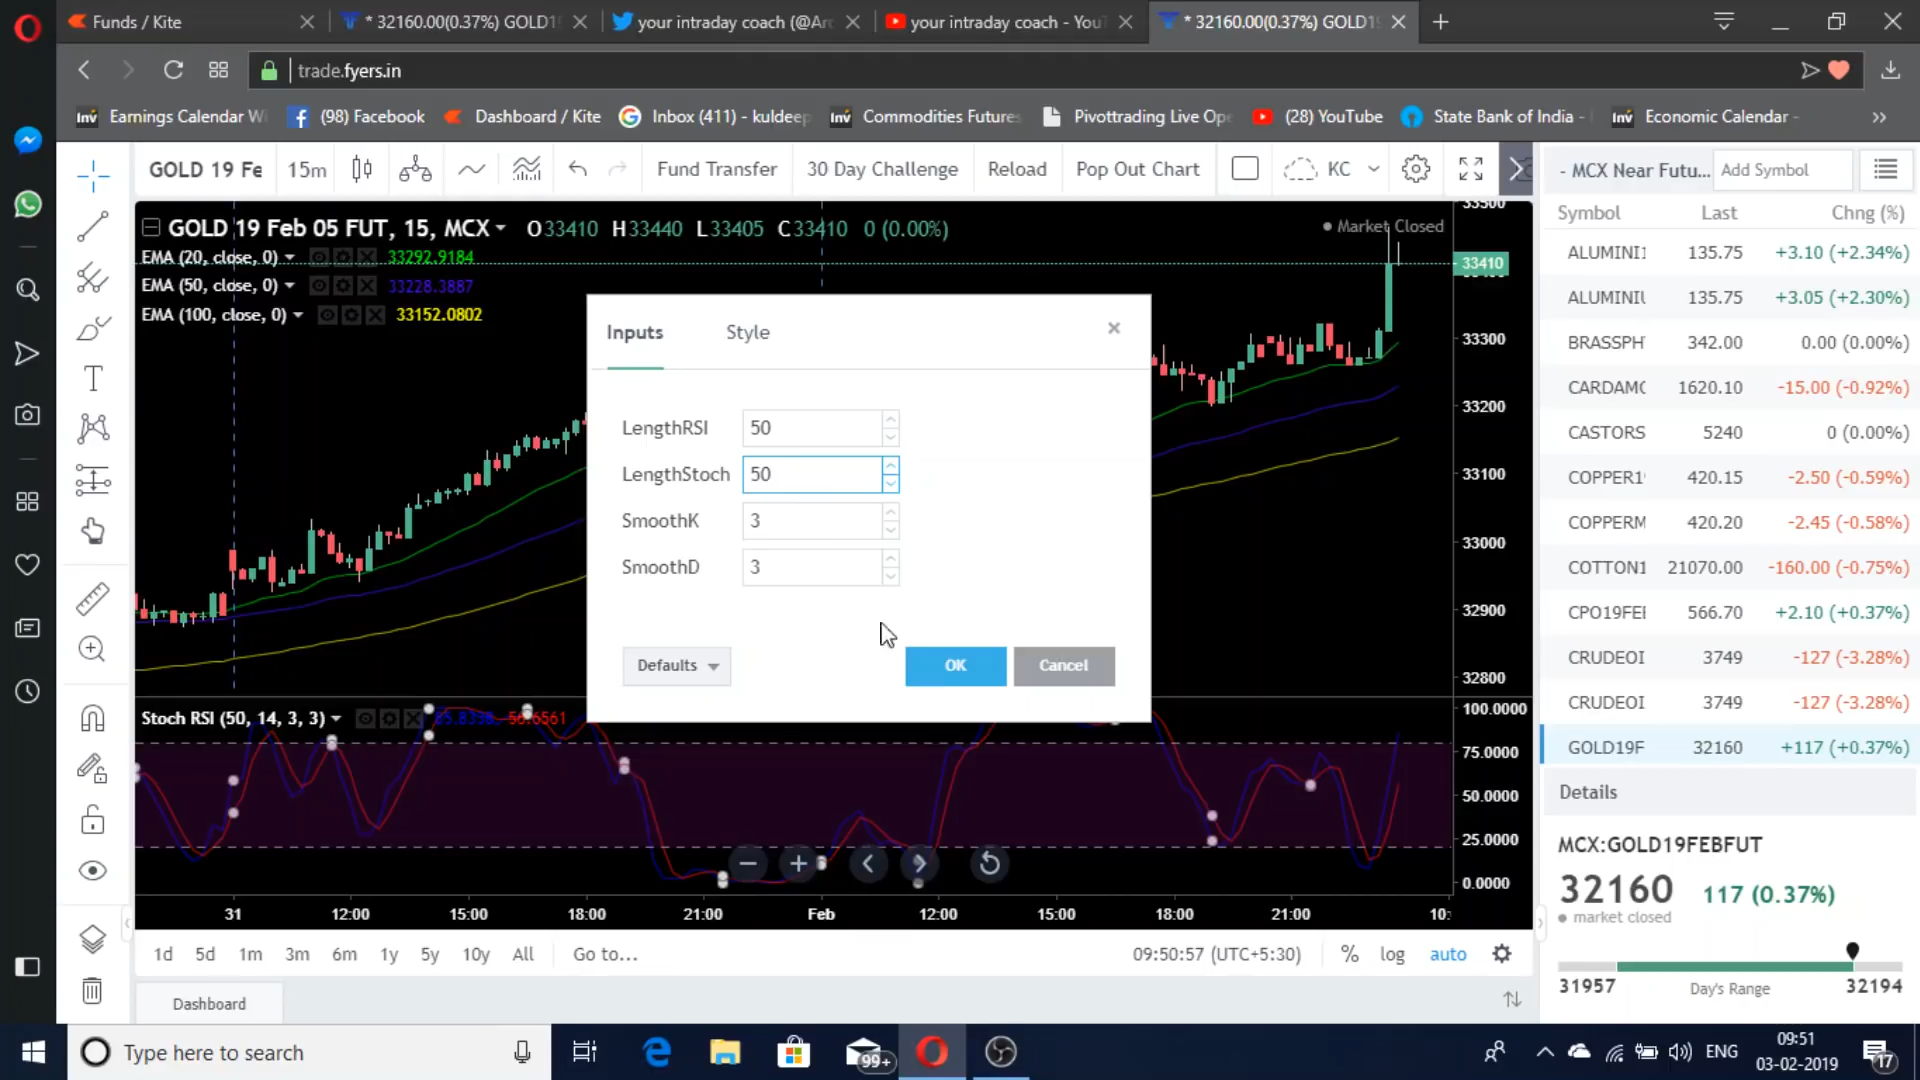 Funds / Kite
* 32160.00(0.37%) GOLD19
your intraday coach (@Arc
your intraday coach - You
* 32160.00(0.37%) GOLD19
trade.fyers.in
Earnings Calendar W
(98) Facebook
Dashboard / Kite
Inbox (411) - kuldeep
Commodities Futures
Pivottrading Live Ope
(28) YouTube
State Bank of India -
Economic Calendar -
GOLD 19 Fe
15m
Fund Transfer
30 Day Challenge
Reload
Pop Out Chart
KC
- MCX Near Futu...
Add Symbol
Symbol Last Chng (%)
GOLD 19 Feb 05 FUT, 15, MCX O33410 H33440 L33405 C33410 0 (0.00%)
Market Closed
EMA (20, close, 0) 33292.9184
EMA (50, close, 0) 33228.3887
EMA (100, close, 0) 33152.0802
33500
33410
33300
33200
33100
33000
32900
32800
Inputs Style
LengthRSI 50
LengthStoch 50
SmoothK 3
SmoothD 3
Defaults
OK
Cancel
Stoch RSI (50, 14, 3, 3)
100.0000
75.0000
50.0000
25.0000
0.0000
31 12:00 15:00 18:00 21:00 Feb 12:00 15:00 18:00 21:00 10:
1d 5d 1m 3m 6m 1y 5y 10y All Go to...
09:50:57 (UTC+5:30) % log auto
Dashboard
ALUMINI1 135.75 +3.10 (+2.34%)
ALUMINIU 135.75 +3.05 (+2.30%)
BRASSPH 342.00 0.00 (0.00%)
CARDAMO 1620.10 -15.00 (-0.92%)
CASTORS 5240 0 (0.00%)
COPPER1 420.15 -2.50 (-0.59%)
COPPERM 420.20 -2.45 (-0.58%)
COTTON1 21070.00 -160.00 (-0.75%)
CPO19FEI 566.70 +2.10 (+0.37%)
CRUDEOI 3749 -127 (-3.28%)
CRUDEOI 3749 -127 (-3.28%)
GOLD19F 32160 +117 (+0.37%)
Details
MCX:GOLD19FEBFUT
32160 117 (0.37%)
market closed
31957 Day's Range 32194
Type here to search
99+
ENG
09:51
03-02-2019
17